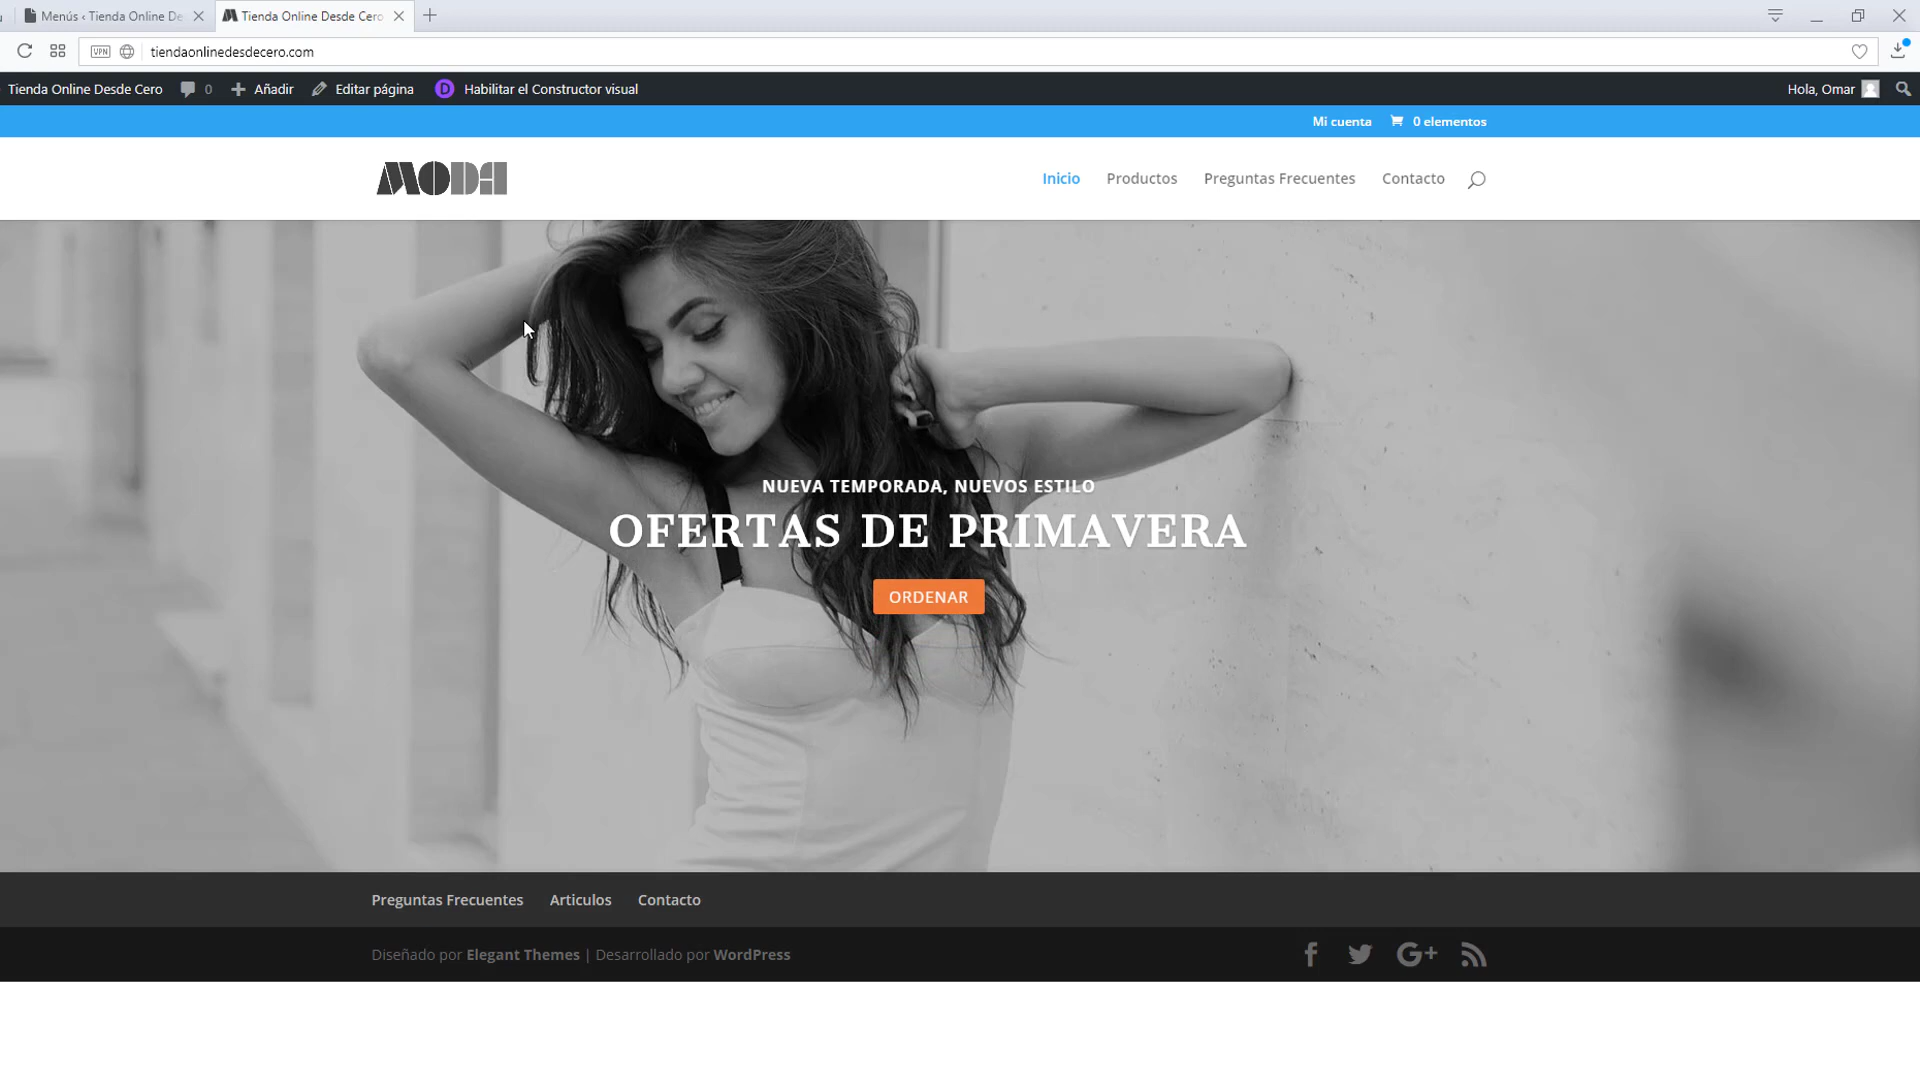 Menús ‹ Tienda Online De
Tienda Online Desde Cero
VPN
tiendaonlinedesdecero.com
Tienda Online Desde Cero
0
Añadir
Editar página
D
Habilitar el Constructor visual
Hola, Omar
Mi cuenta
0 elementos
MODA
Inicio
Productos
Preguntas Frecuentes
Contacto
NUEVA TEMPORADA, NUEVOS ESTILO
OFERTAS DE PRIMAVERA
ORDENAR
Preguntas Frecuentes
Articulos
Contacto
Diseñado por Elegant Themes | Desarrollado por WordPress
G+